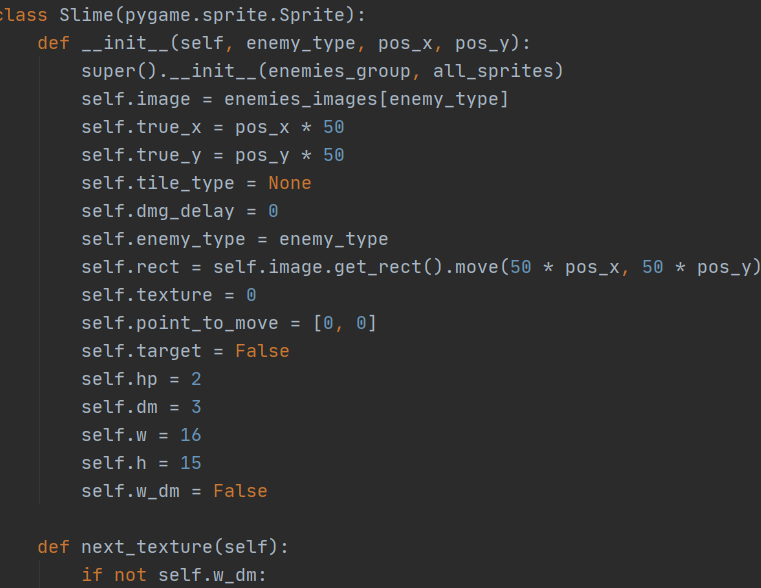 class Slime(pygame.sprite.Sprite):
    def __init__(self, enemy_type, pos_x, pos_y):
        super().__init__(enemies_group, all_sprites)
        self.image = enemies_images[enemy_type]
        self.true_x = pos_x * 50
        self.true_y = pos_y * 50
        self.tile_type = None
        self.dmg_delay = 0
        self.enemy_type = enemy_type
        self.rect = self.image.get_rect().move(50 * pos_x, 50 * pos_y)
        self.texture = 0
        self.point_to_move = [0, 0]
        self.target = False
        self.hp = 2
        self.dm = 3
        self.w = 16
        self.h = 15
        self.w_dm = False
    def next_texture(self):
        if not self.w_dm: